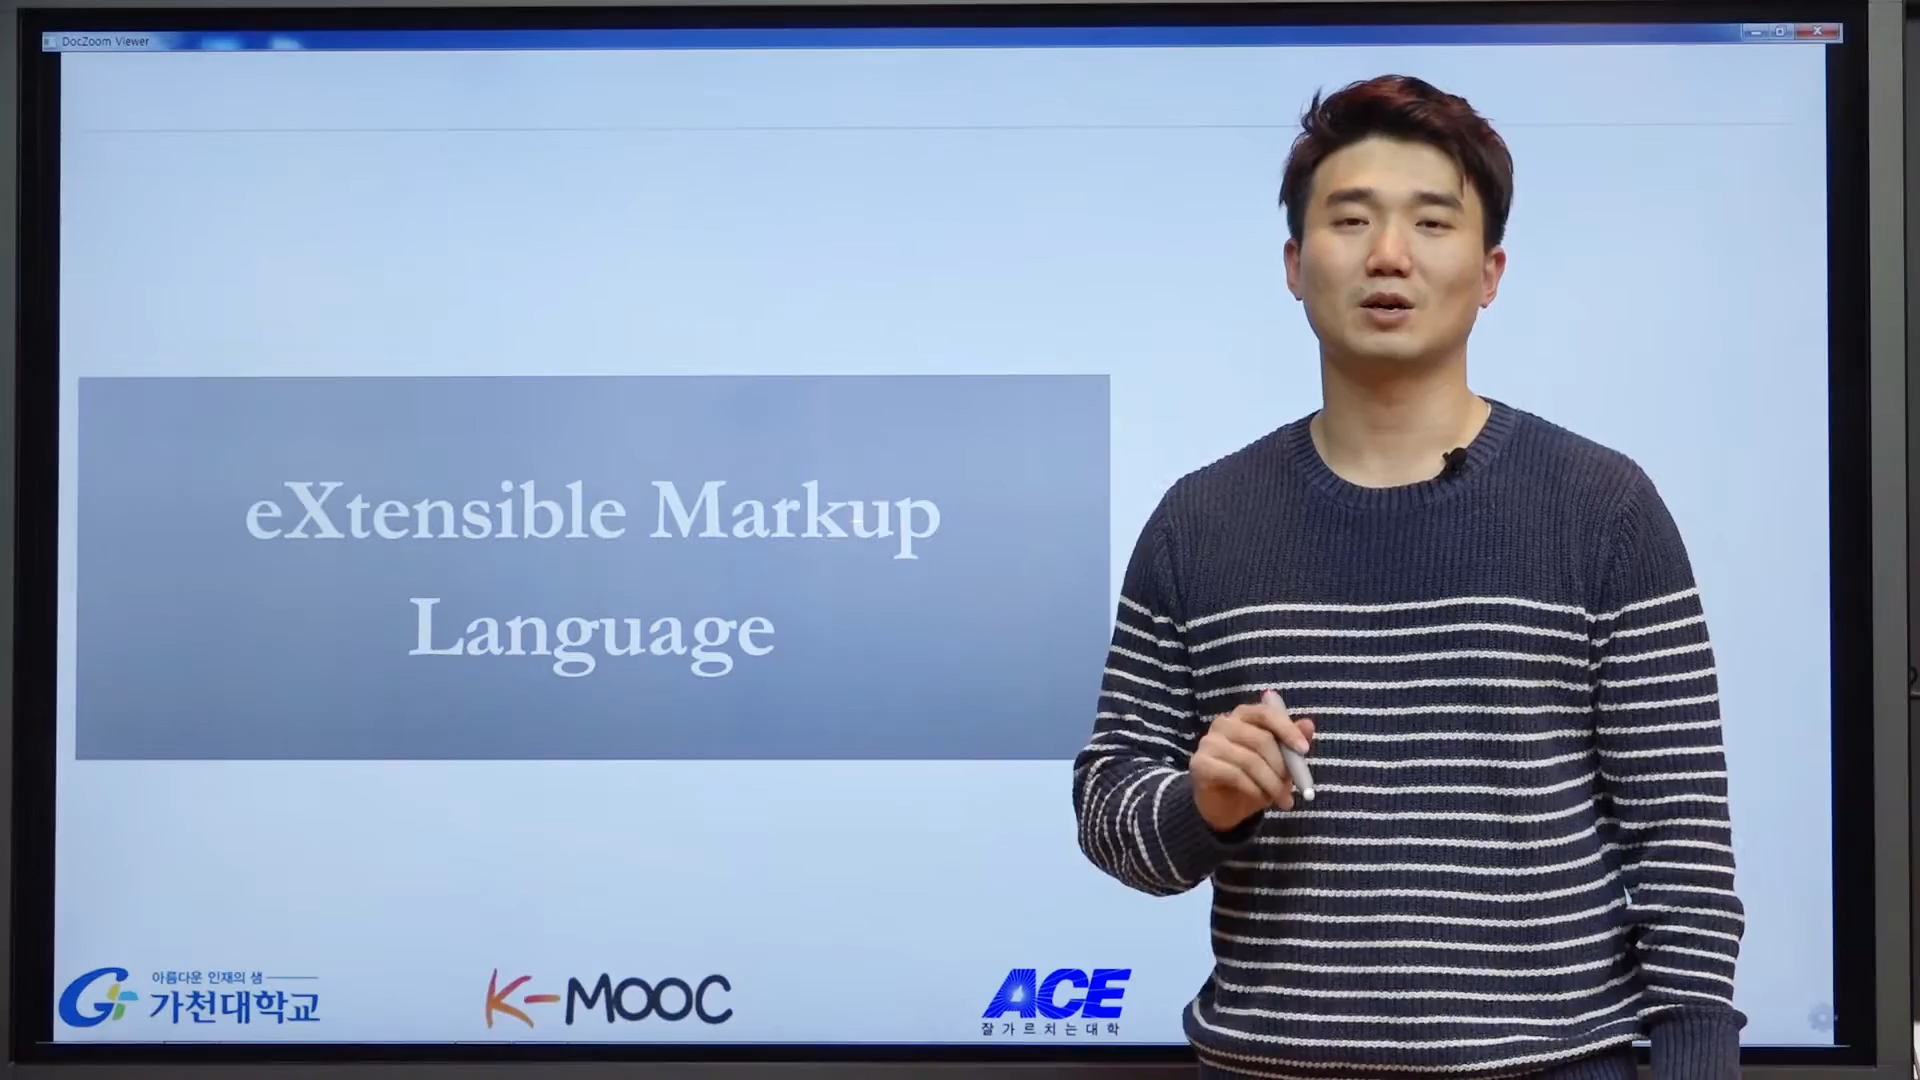 DocZoom Viewer
eXtensible Markup
Language
아름다운 인재의 샘
가천대학교
K-MOOC
ACE
잘가르치는대학